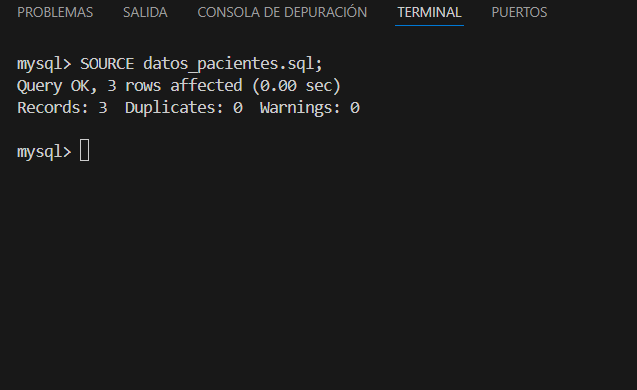 PROBLEMAS SALIDA CONSOLA DE DEPURACIÓN TERMINAL PUERTOS
mysql> SOURCE datos_pacientes.sql;
Query OK, 3 rows affected (0.00 sec)
Records: 3  Duplicates: 0  Warnings: 0
mysql>